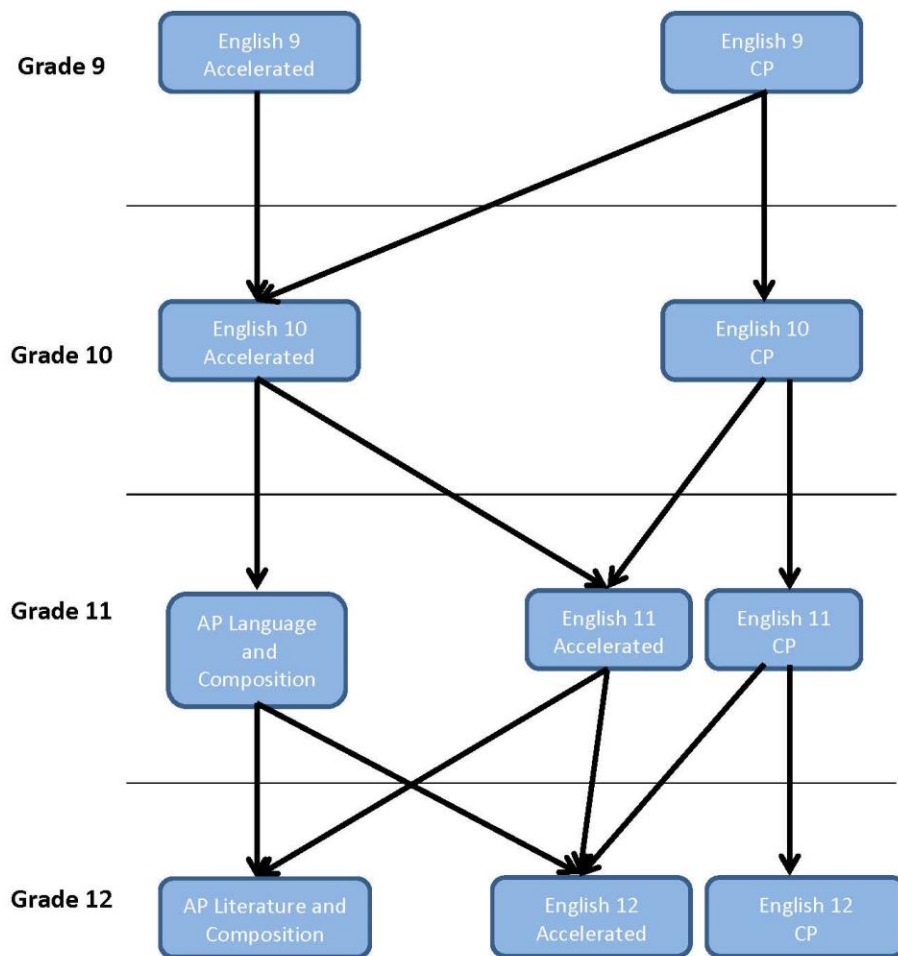 Grade 9
English 9
Accelerated
English 9
CP
Grade 10
English 10
Accelerated
English 10
CP
Grade 11
AP Language
and
Composition
English 11
Accelerated
English 11
CP
Grade 12
AP Literature and
Composition
English 12
Accelerated
English 12
CP